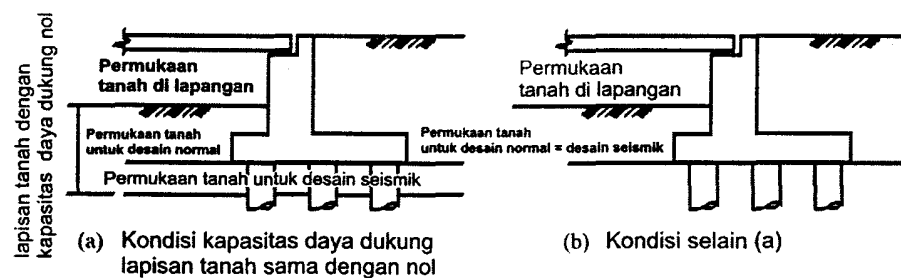 lapisan tanah dengan
kapasitas daya dukung nol
Permukaan
tanah di lapangan
Permukaan tanah
untuk desain normal
Permukaan tanah untuk desain seismik
(a) Kondisi kapasitas daya dukung
lapisan tanah sama dengan nol
Permukaan
tanah di lapangan
Permukaan tanah
untuk desain normal = desain seismik
(b) Kondisi selain (a)